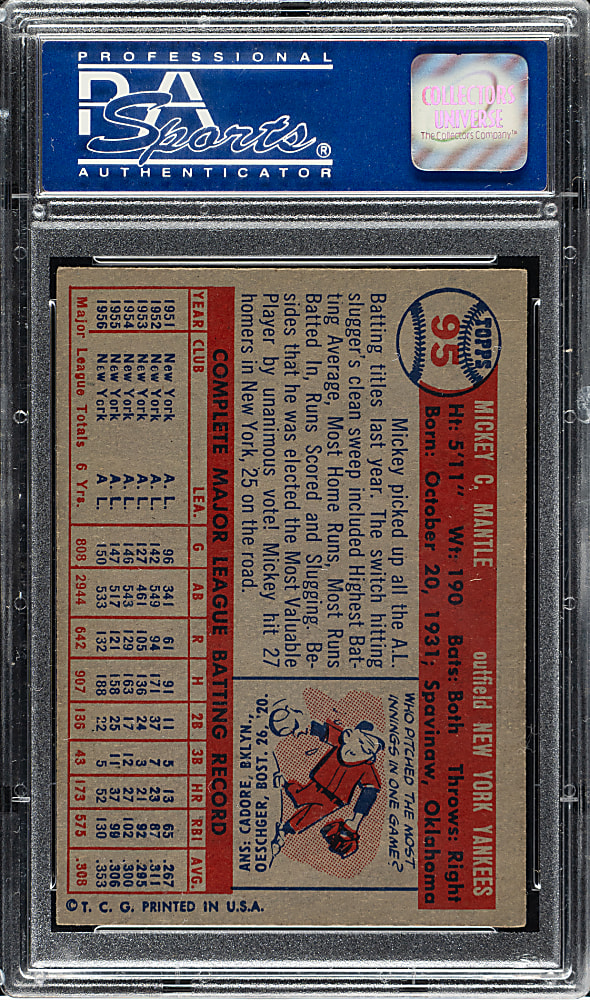 PROFESSIONAL
PSA
Sports®
AUTHENTICATOR
COLLECTORS
UNIVERSE
The Collectors Company™
TOPPS
95
MICKEY C. MANTLE outfield NEW YORK YANKEES
Ht: 5'11" Wt: 190 Bats: Both Throws: Right
Born: October 20, 1931; Spavinaw, Oklahoma
Mickey picked up all the A.L.
Batting titles last year. The switch hitting
slugger's clean sweep included Highest Bat-
ting Average, Most Home Runs, Most Runs
Batted In, Runs Scored and Slugging. Be-
sides that he was elected the Most Valuable
Player by unanimous vote! Mickey hit 27
homers in New York, 25 on the road.
WHO PITCHED THE MOST
INNINGS IN ONE GAME?
ANS: CADORE, BKLYN.,
OESCHGER BOST. 26, '20.
COMPLETE MAJOR LEAGUE BATTING RECORD
YEAR CLUB LEA. G AB R H 2B 3B HR RBI AVG.
1951 New York A.L. 96 341 61 91 11 5 13 65 .267
1952 New York A.L. 142 549 94 171 37 7 23 87 .311
1953 New York A.L. 127 461 105 136 24 3 21 92 .295
1954 New York A.L. 146 543 129 163 17 12 27 102 .300
1955 New York A.L. 147 517 121 158 25 11 37 99 .306
1956 New York A.L. 150 533 132 188 22 5 52 130 .353
Major League Totals 6 Yrs. 808 2944 642 907 136 43 173 575 .308
© T. C. G. PRINTED IN U.S.A.